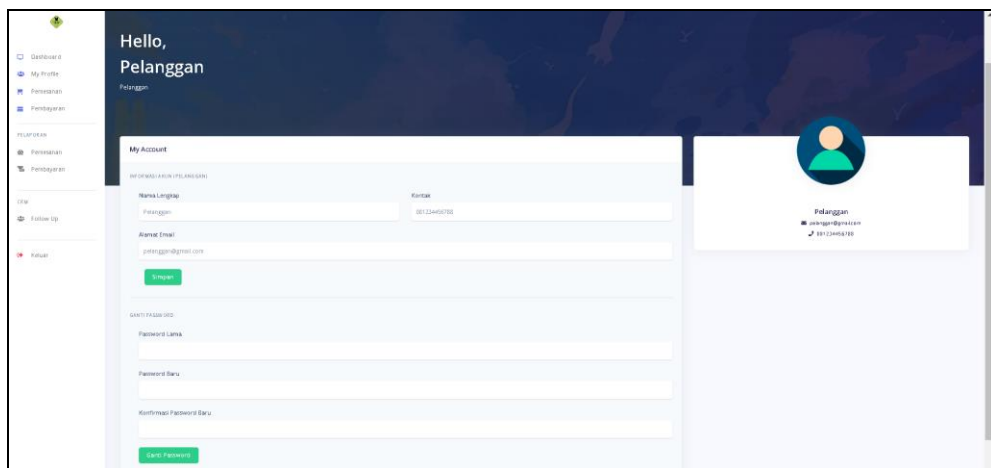 Dashboard
My Profile
Pemesanan
Pembayaran
PELAPORAN
Pemesanan
Pembayaran
CRM
Follow Up
Keluar
Hello,
Pelanggan
Pelanggan
My Account
INFORMASI AKUN (PELANGGAN)
Nama Lengkap
Kontak
Pelanggan
081234456788
Alamat Email
pelanggan@gmail.com
Simpan
GANTI PASSWORD
Password Lama
Password Baru
Konfirmasi Password Baru
Ganti Password
Pelanggan
pelanggan@gmail.com
081234456788